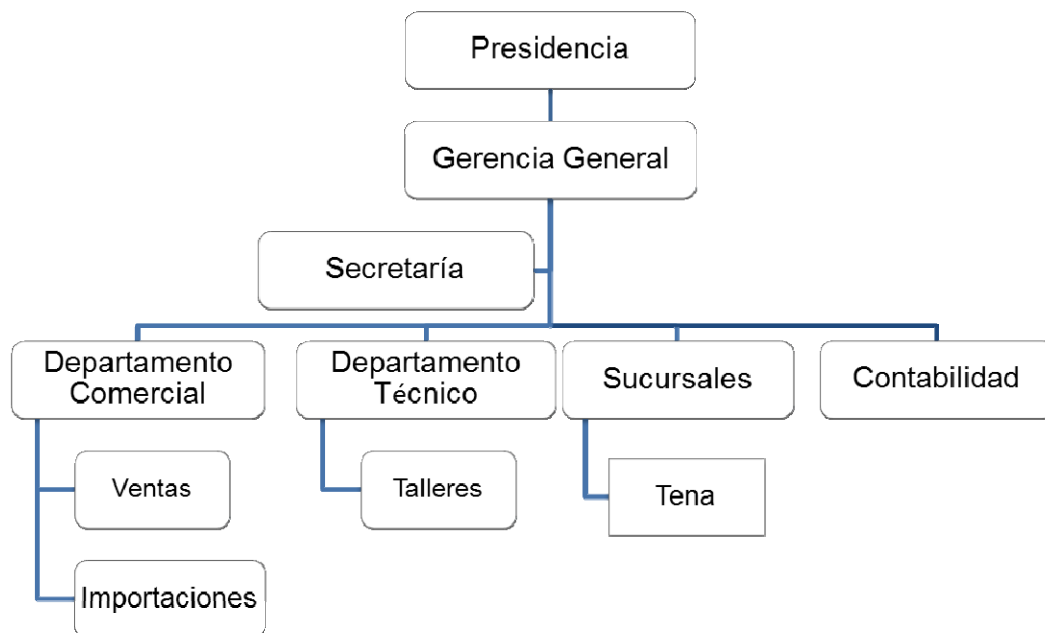 Presidencia
Gerencia General
Secretaría
Departamento
Comercial
Departamento
Técnico
Sucursales
Contabilidad
Ventas
Talleres
Tena
Importaciones